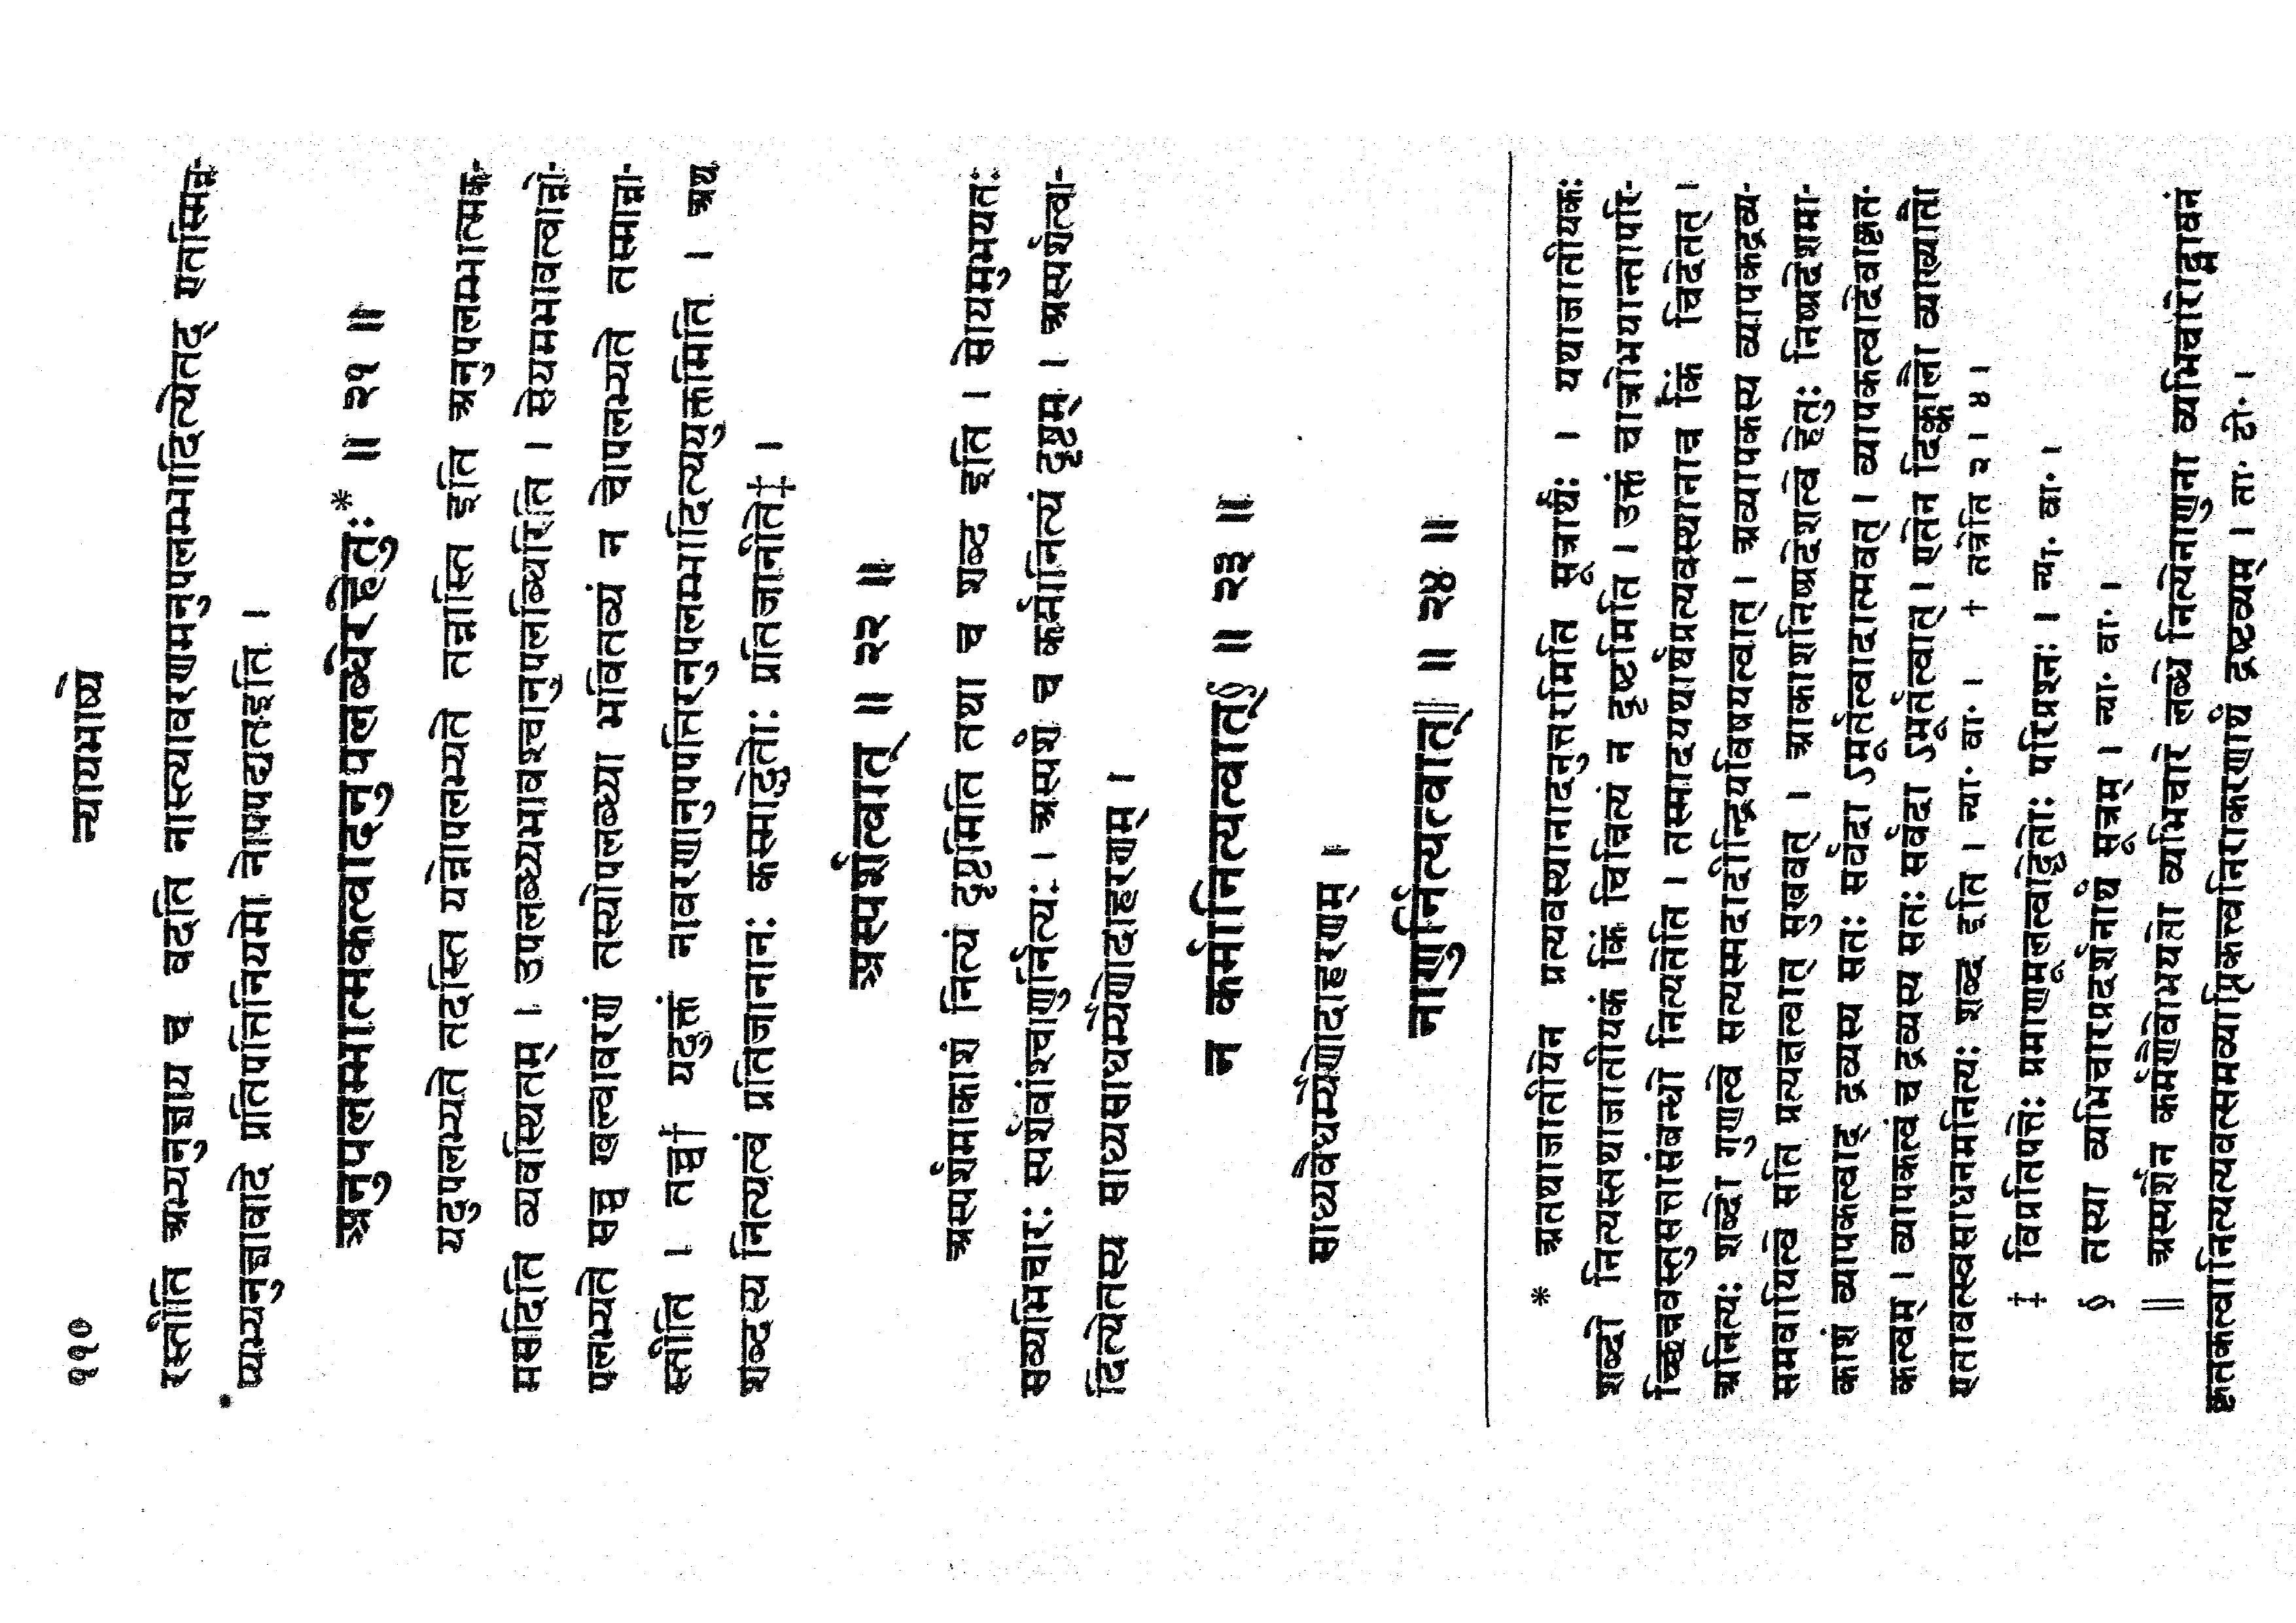 ११० न्यायभाष्ये
रस्तीति अभ्यनुज्ञाय च वदति नास्त्यावरणमनुपलम्भादित्येतद् एतस्मिन्न-
प्यभ्यनुज्ञावादे प्रतिपत्तिनियमो नोपपद्यतइति ।
अनुपलम्भात्मकत्वादनुपलब्धेरहेतुः* ॥ २१ ॥
यदुपलभ्यते तदस्ति यन्नोपलभ्यते तन्नास्ति इति अनुपलम्भात्मक-
मसदिति व्यवस्थितम् । उपलब्ध्यभावश्चानुपलब्धिरिति । सेयमभावत्वान्नो-
पलभ्यते सच्च खल्वावरणं तस्योपलब्ध्या भवितव्यं न चोपलभ्यते तस्मान्ना-
स्तीति । तच्च† यदुक्तं नावरणानुपपत्तिरनुपलम्भादित्ययुक्तमिति । अथ
शब्दस्य नित्यत्वं प्रतिजानानः कस्माद्धेतोः प्रतिजानीते‡ ।
अस्पर्शत्वात् ॥ २२ ॥
अस्पर्शमाकाशं नित्यं दृष्टमिति तथा च शब्द इति । सोयमुभयतः
सव्यभिचारः स्पर्शवांश्चाणुर्नित्यः । अस्पर्शं च कर्मानित्यं दृष्टम् । अस्पर्शत्वा-
दित्येतस्य साध्यसाधर्म्येणोदाहरणम् ।
न कर्मानित्यत्वात्§ ॥ २३ ॥
साध्यवैधर्म्येणोदाहरणम् ।
नाणुर्नित्यत्वात्‖ ॥ २४ ॥
* अतथाजातीयेन प्रत्यवस्थानादनुत्तरमिति सूत्रार्थः । यथाजातीयकः
शब्दो नित्यस्तथाजातीयकं किं चिन्नित्यं न दृष्टमिति । उक्तं चात्रोभयान्तापरि-
च्छिन्नवस्तुसत्तासंबन्धो नित्यतेति । तस्मादयथार्थप्रत्यवस्थानान्न किं चिदेतत् ।
अनित्यः शब्दो गुणत्वे सत्यस्मदादीन्द्रियविषयत्वात् । अव्यापकस्य व्यापकद्रव्य-
समवायित्वे सति प्रत्यक्षत्वात् सुखवत् । आकाशनिष्प्रदेशत्वे हेतुः निष्प्रदेशमा-
काशं व्यापकत्वाद् द्रव्यस्य सतः सर्वदा ऽमूर्तत्वादात्मवत् । व्यापकत्वादेवाकृत-
कत्वम् । व्यापकत्वं च द्रव्यस्य सतः सर्वदा ऽमूर्तत्वात् । एतेन दिक्कालौ व्याख्यातौ
एतावत्स्वसाधनमनित्यः शब्द इति । न्या॰ वा॰ । † तत्रेति २ । ४ ।
‡ विप्रतिपत्तेः प्रमाणमूलत्वाद्धेतोः परिप्रश्नः । न्या॰ वा॰ ।
§ तस्या व्यभिचारप्रदर्शनार्थं सूत्रम् । न्या॰ वा॰ ।
‖ अस्पर्शेन कर्मणैवोभयतो व्यभिचारे लब्धे नित्येनाणुना व्यभिचारोद्भावनं
कृतकत्वानित्यत्यवत्समव्याप्तिकत्त्वनिराकरणार्थं द्रष्टव्यम् । ता॰ टी॰ ।